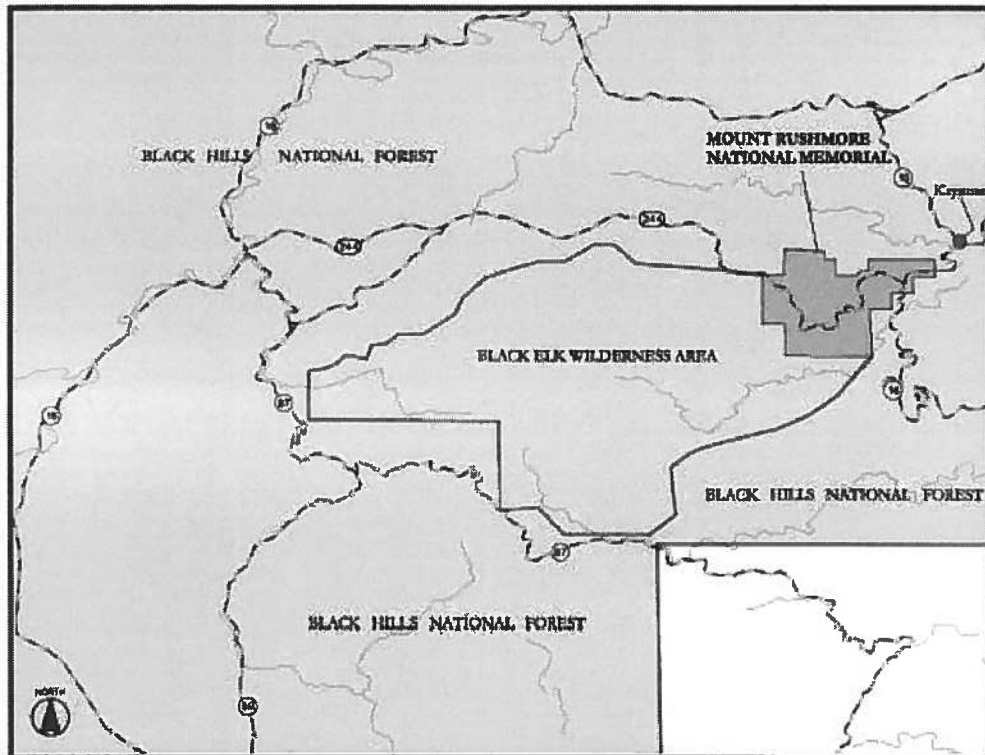 16
BLACK HILLS NATIONAL FOREST
MOUNT RUSHMORE
NATIONAL MEMORIAL
244
244
BLACK ELK WILDERNESS AREA
87
16
BLACK HILLS NATIONAL FOREST
87
BLACK HILLS NATIONAL FOREST
NORTH